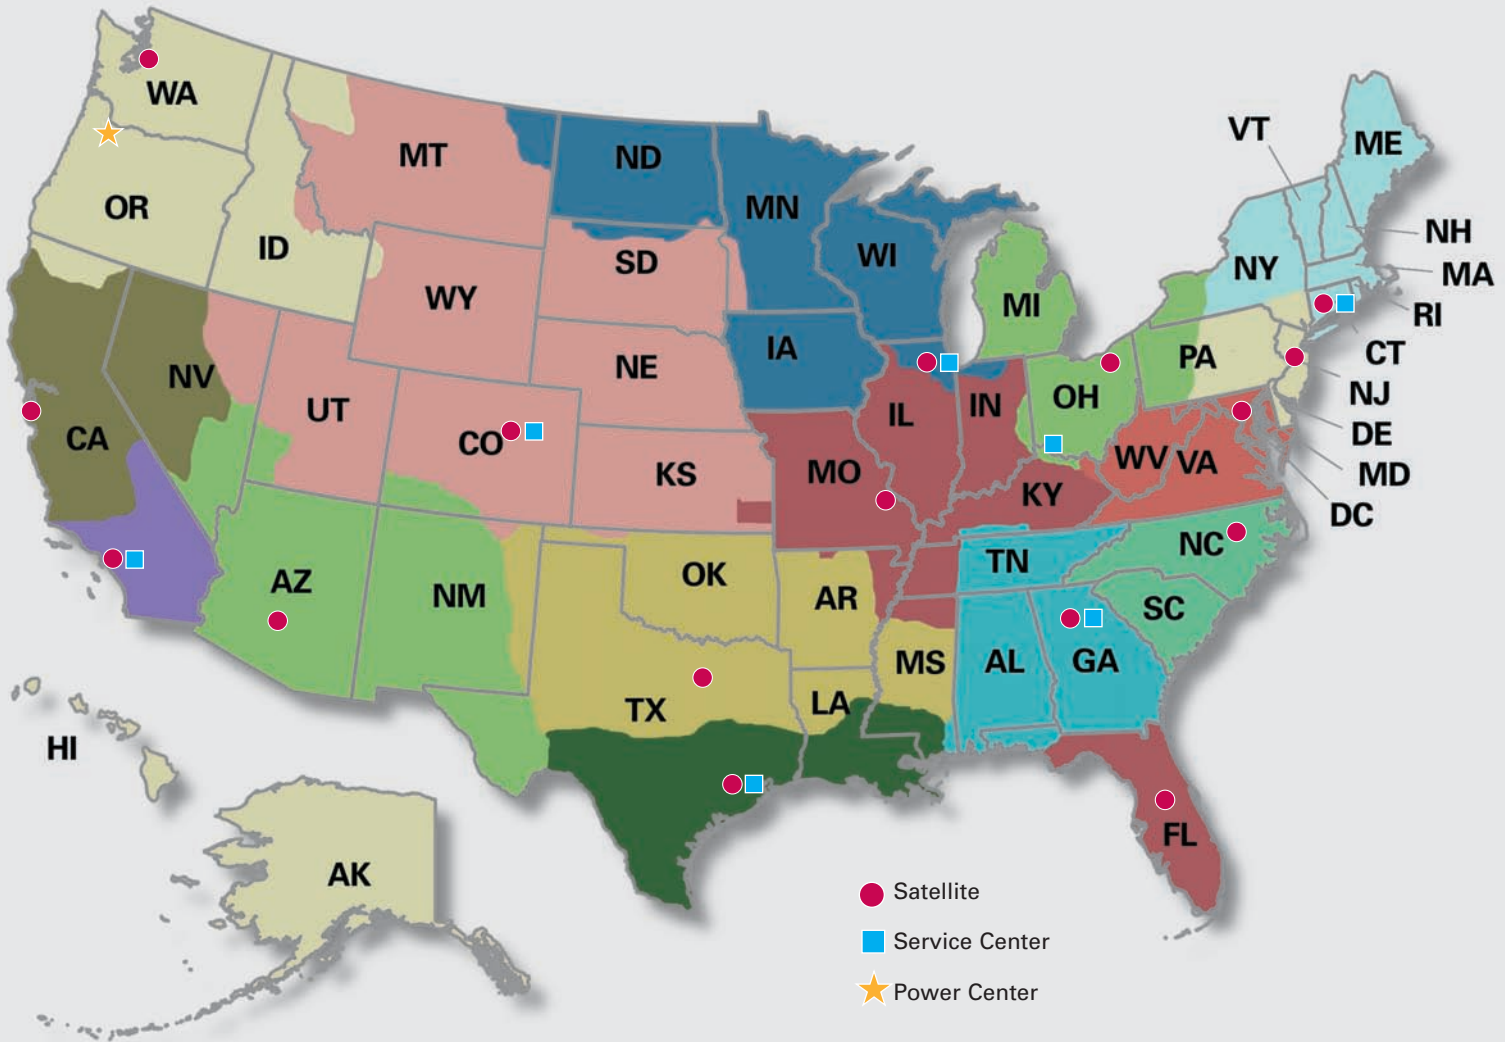 WA
OR
ID
MT
ND
MN
WI
MI
VT
ME
NH
MA
RI
CT
NJ
DE
MD
DC
NY
PA
SD
WY
NE
IA
NV
UT
CO
KS
CA
IL
IN
OH
MO
KY
WV
VA
AZ
NM
OK
AR
TN
NC
SC
TX
LA
MS
AL
GA
FL
HI
AK
Satellite
Service Center
Power Center